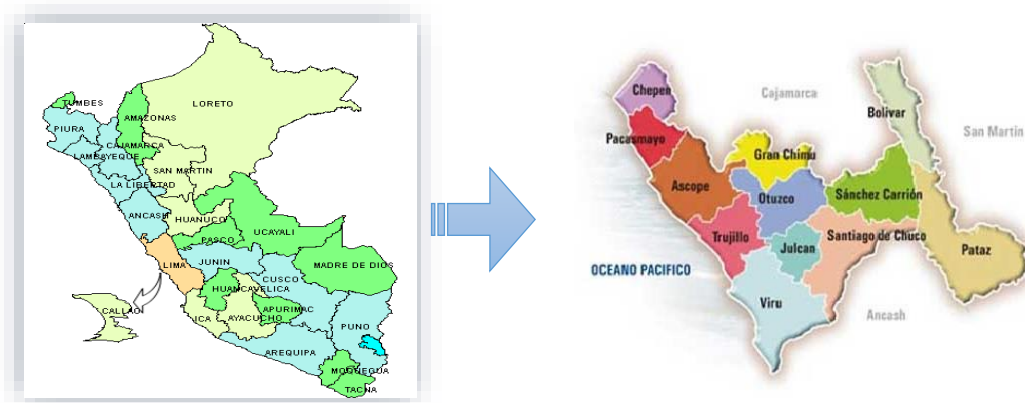 TUMBES
LORETO
AMAZONAS
PIURA
CAJAMARCA
LAMBAYEQUE
SAN MARTIN
LA LIBERTAD
ANCASH
HUANUCO
UCAYALI
PASCO
LIMA
JUNIN
MADRE DE DIOS
CUSCO
HUANCAVELICA
CALLAO
APURIMAC
ICA
AYACUCHO
PUNO
AREQUIPA
MOQUEGUA
TACNA
Chepen
Cajamorca
Bolivar
Pacasmayo
San Martin
Gran Chimu
Ascope
Otuzco
Sánchez Carrión
Trujillo
Santiago de Chuco
Julcan
Pataz
OCEANO PACIFICO
Viru
Ancash